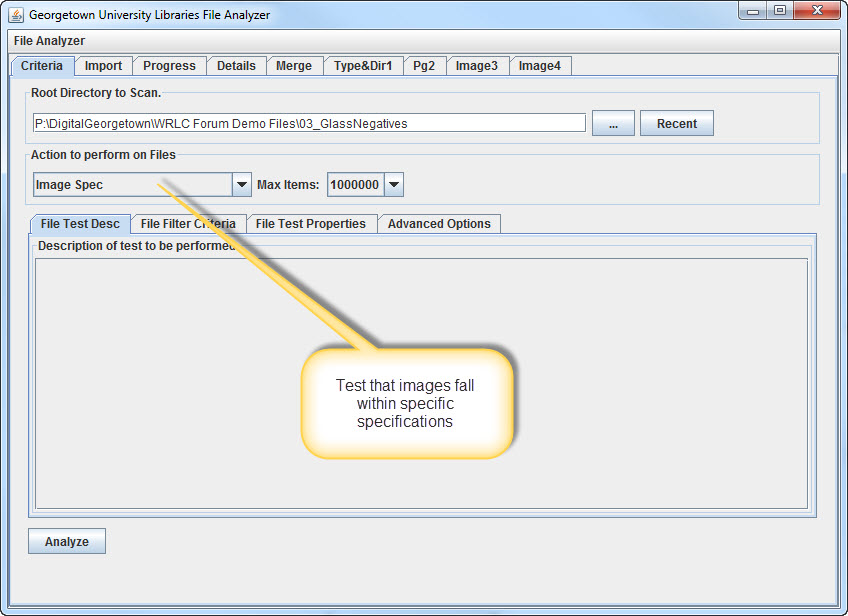 Georgetown University Libraries File Analyzer
File Analyzer
Criteria Import Progress Details Merge Type&Dir1 Pg2 Image3 Image4
Root Directory to Scan.
P:\DigitalGeorgetown\WRLC Forum Demo Files\03_GlassNegatives ... Recent
Action to perform on Files
Image Spec Max Items: 1000000
File Test Desc File Filter Criteria File Test Properties Advanced Options
Description of test to be performed
Test that images fall
within specific
specifications
Analyze